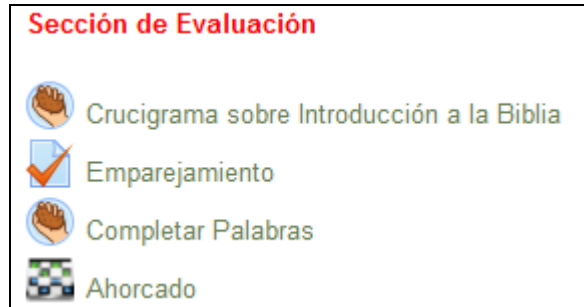 Sección de Evaluación
Crucigrama sobre Introducción a la Biblia
Emparejamiento
Completar Palabras
Ahorcado